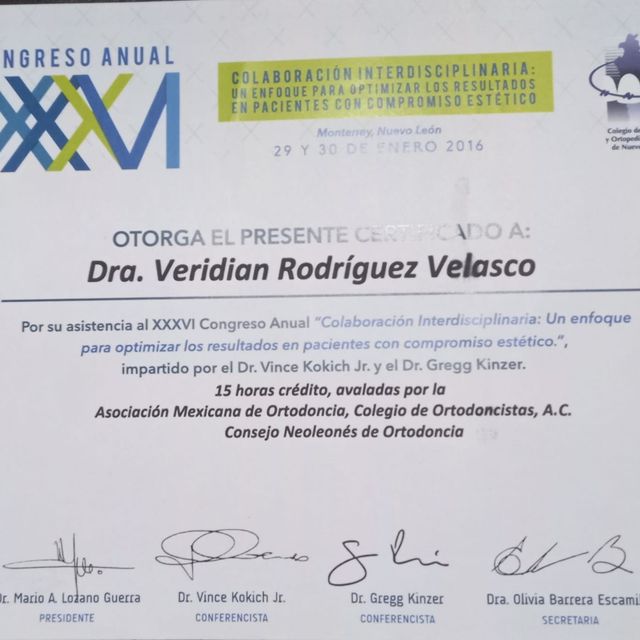 NGRESO ANUAL
XXXVI
COLABORACIÓN INTERDISCIPLINARIA:
UN ENFOQUE PARA OPTIMIZAR LOS RESULTADOS
EN PACIENTES CON COMPROMISO ESTÉTICO
Monterrey, Nuevo León
29 Y 30 DE ENERO 2016
Colegio de
y Ortoped
de Nuev
OTORGA EL PRESENTE CERTIFICADO A:
Dra. Veridian Rodríguez Velasco
Por su asistencia al XXXVI Congreso Anual “Colaboración Interdisciplinaria: Un enfoque
para optimizar los resultados en pacientes con compromiso estético.”,
impartido por el Dr. Vince Kokich Jr. y el Dr. Gregg Kinzer.
15 horas crédito, avaladas por la
Asociación Mexicana de Ortodoncia, Colegio de Ortodoncistas, A.C.
Consejo Neoleonés de Ortodoncia
Dr. Mario A. Lozano Guerra
PRESIDENTE
Dr. Vince Kokich Jr.
CONFERENCISTA
Dr. Gregg Kinzer
CONFERENCISTA
Dra. Olivia Barrera Escami
SECRETARIA